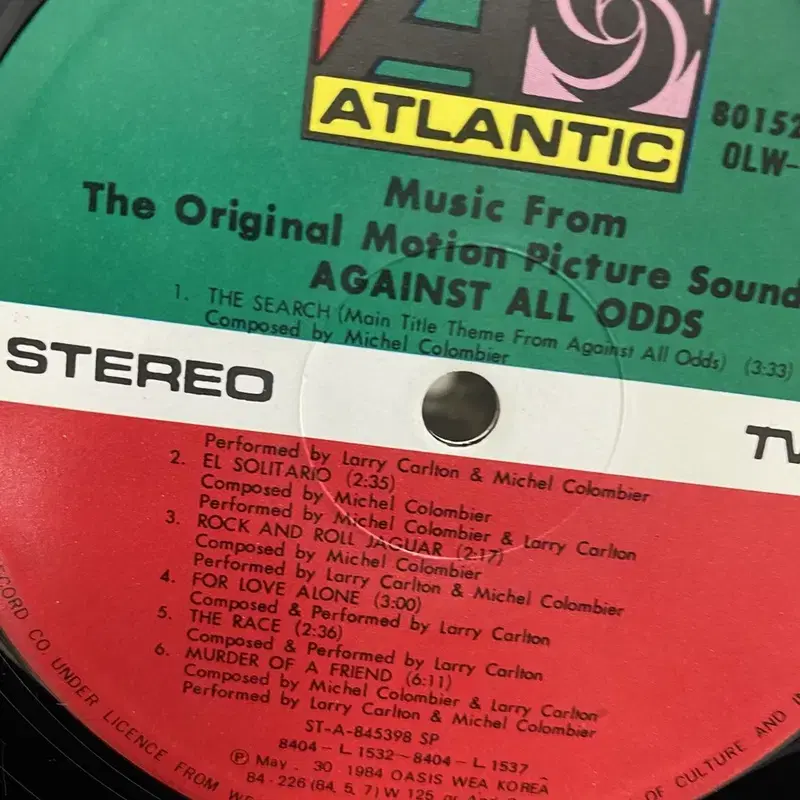 ATLANTIC
80152
OLW-
Music From
The Original Motion Picture Sound
AGAINST ALL ODDS
1. THE SEARCH (Main Title Theme From Against All Odds) (3:33)
Composed by Michel Colombier
STEREO
Performed by Larry Carlton & Michel Colombier
2. EL SOLITARIO (2:35)
Composed by Michel Colombier
Performed by Michel Colombier & Larry Carlton
3. ROCK AND ROLL JAGUAR (2:17)
Composed by Michel Colombier
Performed by Larry Carlton & Michel Colombier
4. FOR LOVE ALONE (3:00)
Composed & Performed by Larry Carlton
5. THE RACE (2:36)
Composed & Performed by Larry Carlton
6. MURDER OF A FRIEND (6:11)
Composed by Michel Colombier & Larry Carlton
Performed by Larry Carlton & Michel Colombier
ST-A-845398 SP
8404-L 1532-8404-L 1537
Ⓟ May. 30. 1984 OASIS WEA KOREA
84.226 (84. 5. 7) W 125
RECORD CO. UNDER LICENCE FROM
OF CULTURE AND